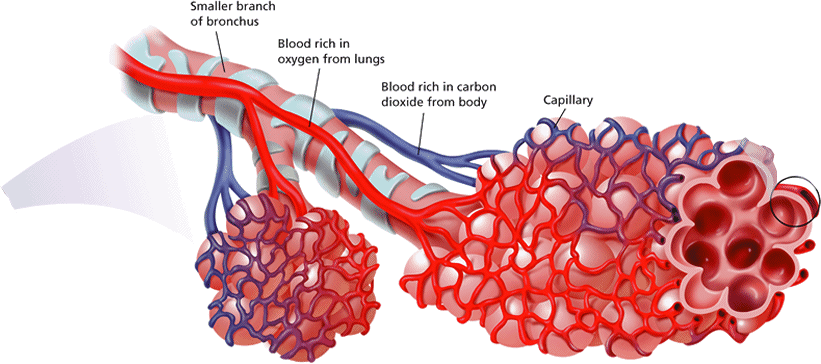 Smaller branch
of bronchus
Blood rich in
oxygen from lungs
Blood rich in carbon
dioxide from body
Capillary